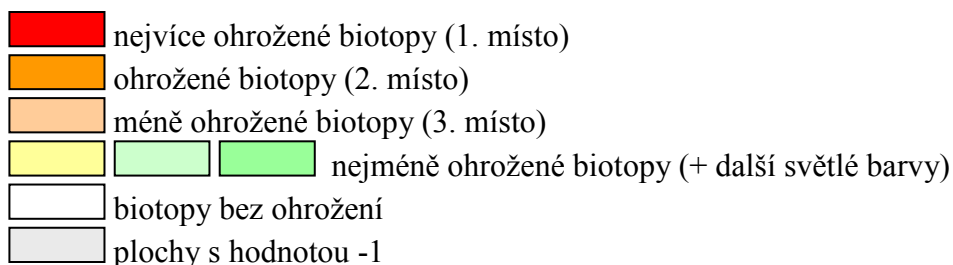 nejvíce ohrožené biotopy (1. místo)
ohrožené biotopy (2. místo)
méně ohrožené biotopy (3. místo)
nejméně ohrožené biotopy (+ další světlé barvy)
biotopy bez ohrožení
plochy s hodnotou -1